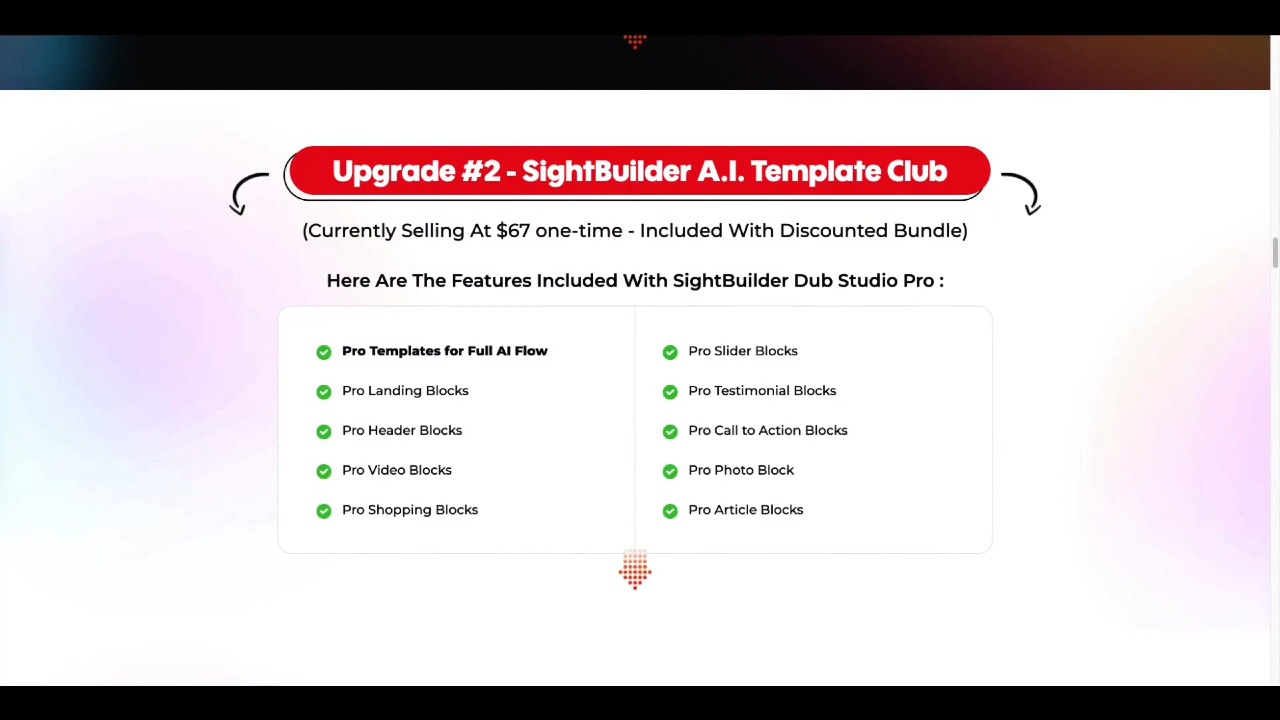 Upgrade #2 - SightBuilder A.I. Template Club
(Currently Selling At $67 one-time - Included With Discounted Bundle)
Here Are The Features Included With SightBuilder Dub Studio Pro :
Pro Templates for Full AI Flow
Pro Landing Blocks
Pro Header Blocks
Pro Video Blocks
Pro Shopping Blocks
Pro Slider Blocks
Pro Testimonial Blocks
Pro Call to Action Blocks
Pro Photo Block
Pro Article Blocks